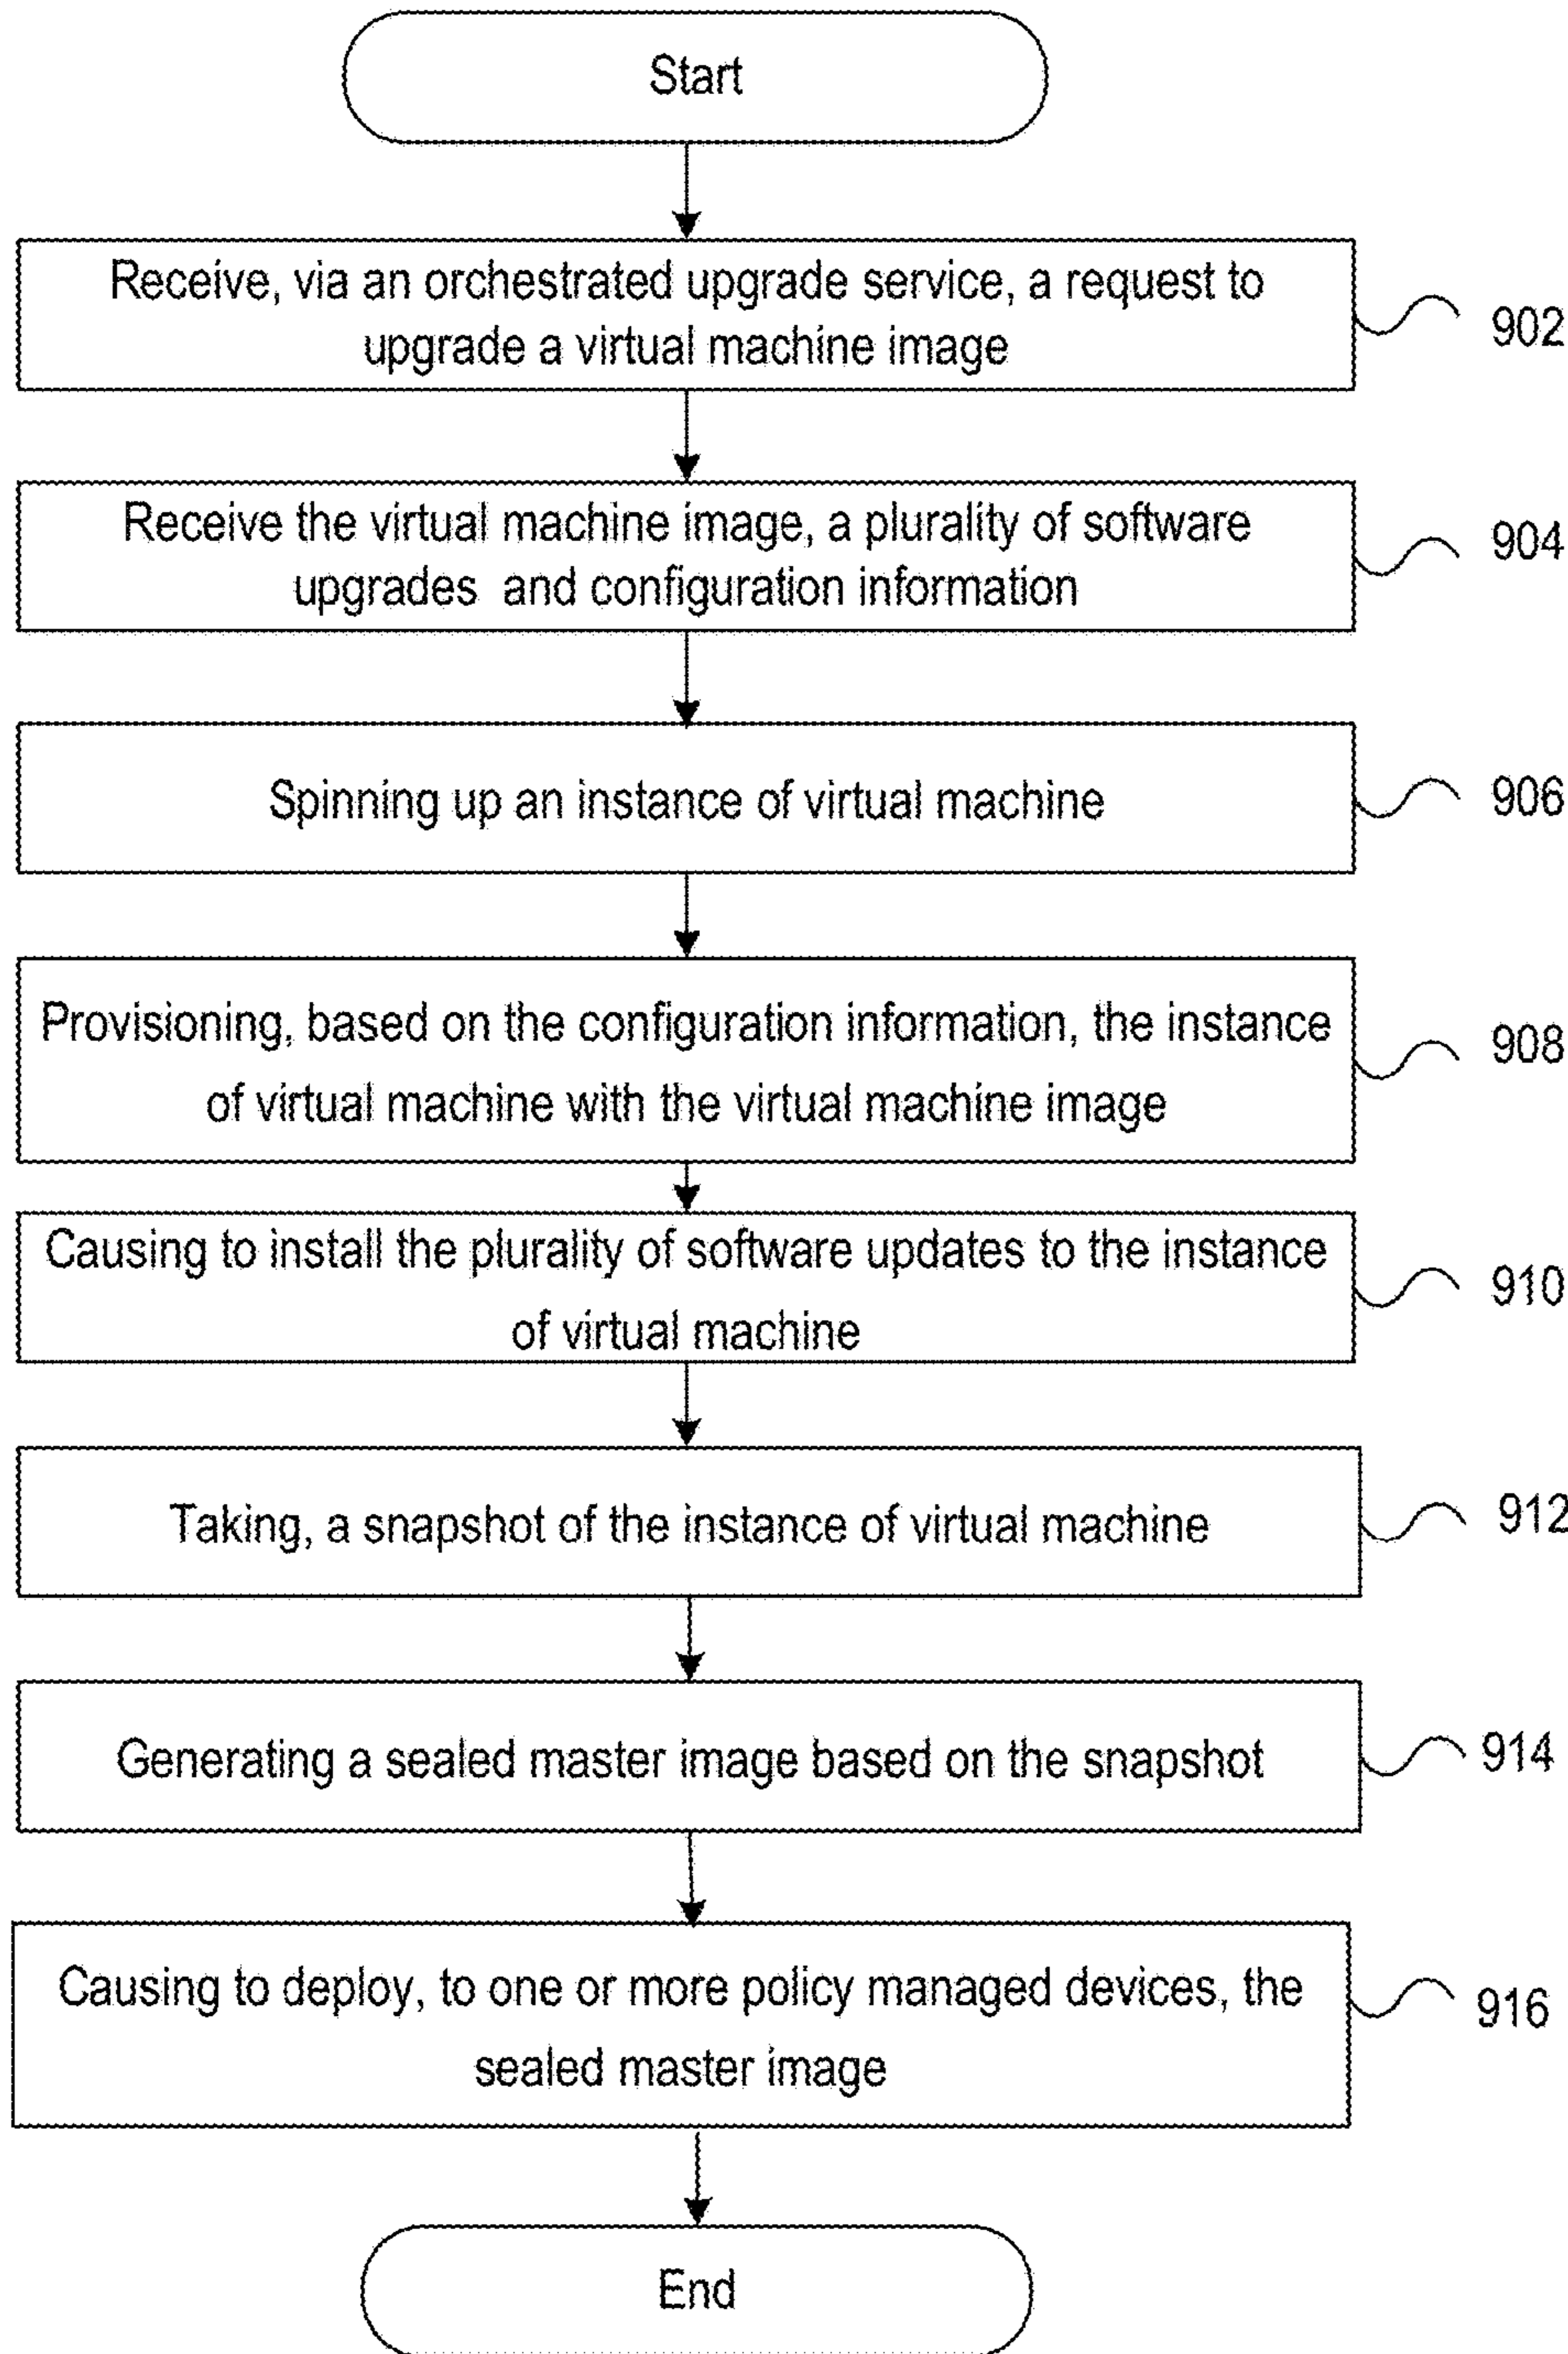 Start
Receive, via an orchestrated upgrade service, a request to
upgrade a virtual machine image
902
Receive the virtual machine image, a plurality of software
upgrades and configuration information
904
Spinning up an instance of virtual machine
906
Provisioning, based on the configuration information, the instance
of virtual machine with the virtual machine image
908
Causing to install the plurality of software updates to the instance
of virtual machine
910
Taking, a snapshot of the instance of virtual machine
912
Generating a sealed master image based on the snapshot
914
Causing to deploy, to one or more policy managed devices, the
sealed master image
916
End